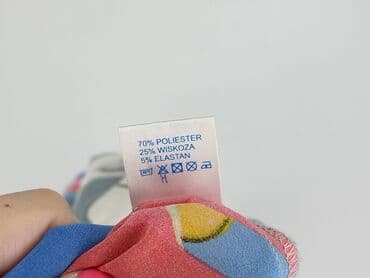 70% POLIESTER
25% WISKOZA
5% ELASTAN